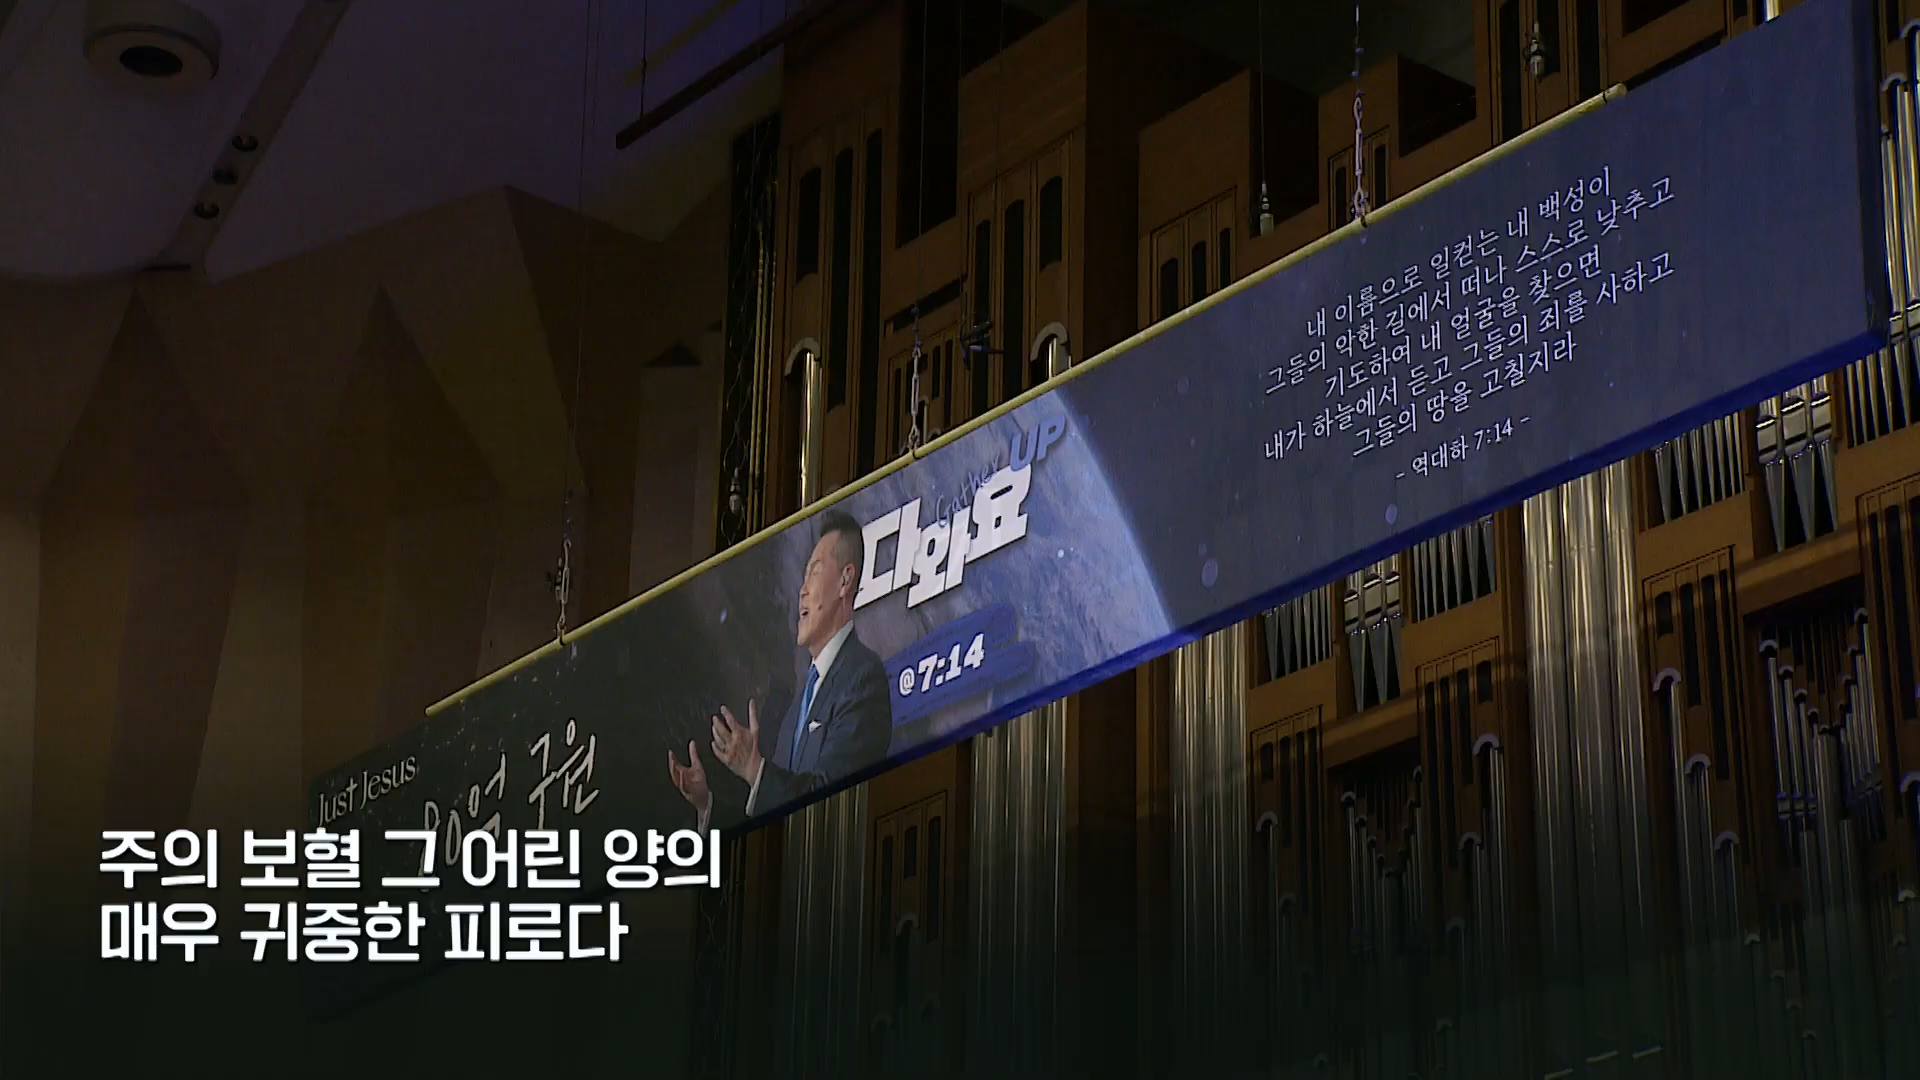 내 이름으로 일컫는 내 백성이
그들의 악한 길에서 떠나 스스로 낮추고
기도하여 내 얼굴을 찾으면
내가 하늘에서 듣고 그들의 죄를 사하고
그들의 땅을 고칠지라
- 역대하 7:14 -
Gather UP
다와요
@7:14
Just Jesus
80억 구원
주의 보혈 그 어린 양의
매우 귀중한 피로다